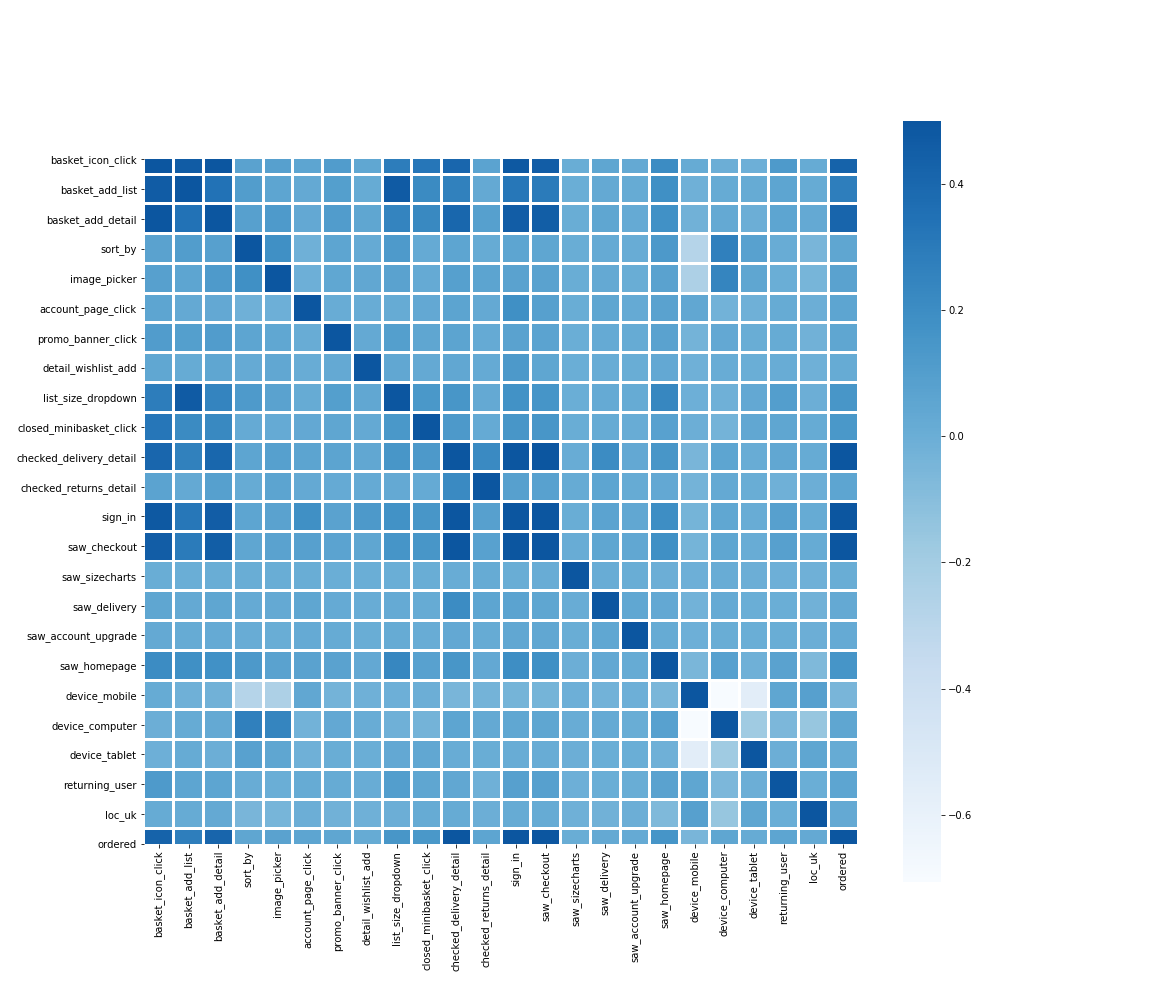 basket_icon_click
basket_add_list
basket_add_detail
sort_by
image_picker
account_page_click
promo_banner_click
detail_wishlist_add
list_size_dropdown
closed_minibasket_click
checked_delivery_detail
checked_returns_detail
sign_in
saw_checkout
saw_sizecharts
saw_delivery
saw_account_upgrade
saw_homepage
device_mobile
device_computer
device_tablet
returning_user
loc_uk
ordered
basket_icon_click
basket_add_list
basket_add_detail
sort_by
image_picker
account_page_click
promo_banner_click
detail_wishlist_add
list_size_dropdown
closed_minibasket_click
checked_delivery_detail
checked_returns_detail
sign_in
saw_checkout
saw_sizecharts
saw_delivery
saw_account_upgrade
saw_homepage
device_mobile
device_computer
device_tablet
returning_user
loc_uk
ordered
0.4
0.2
0.0
−0.2
−0.4
−0.6